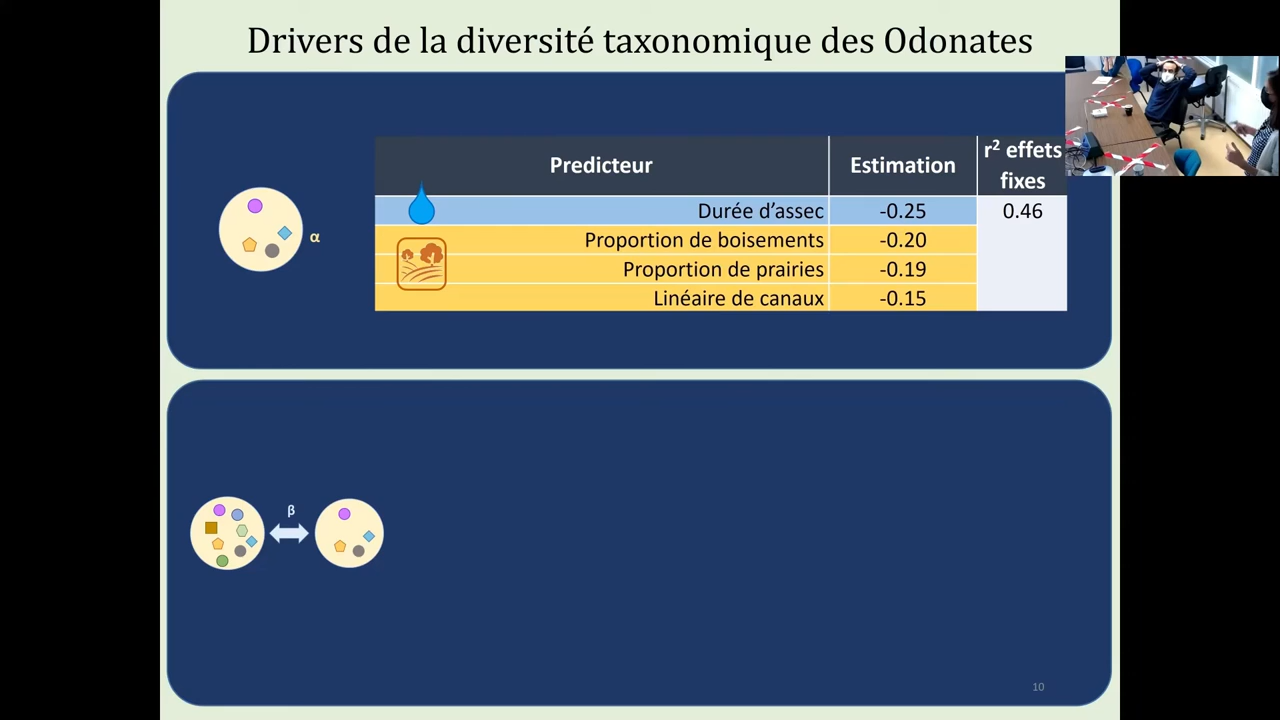 Drivers de la diversité taxonomique des Odonates
Predicteur Estimation r² effets fixes
Durée d’assec -0.25 0.46
Proportion de boisements -0.20
Proportion de prairies -0.19
Linéaire de canaux -0.15
α
β
10